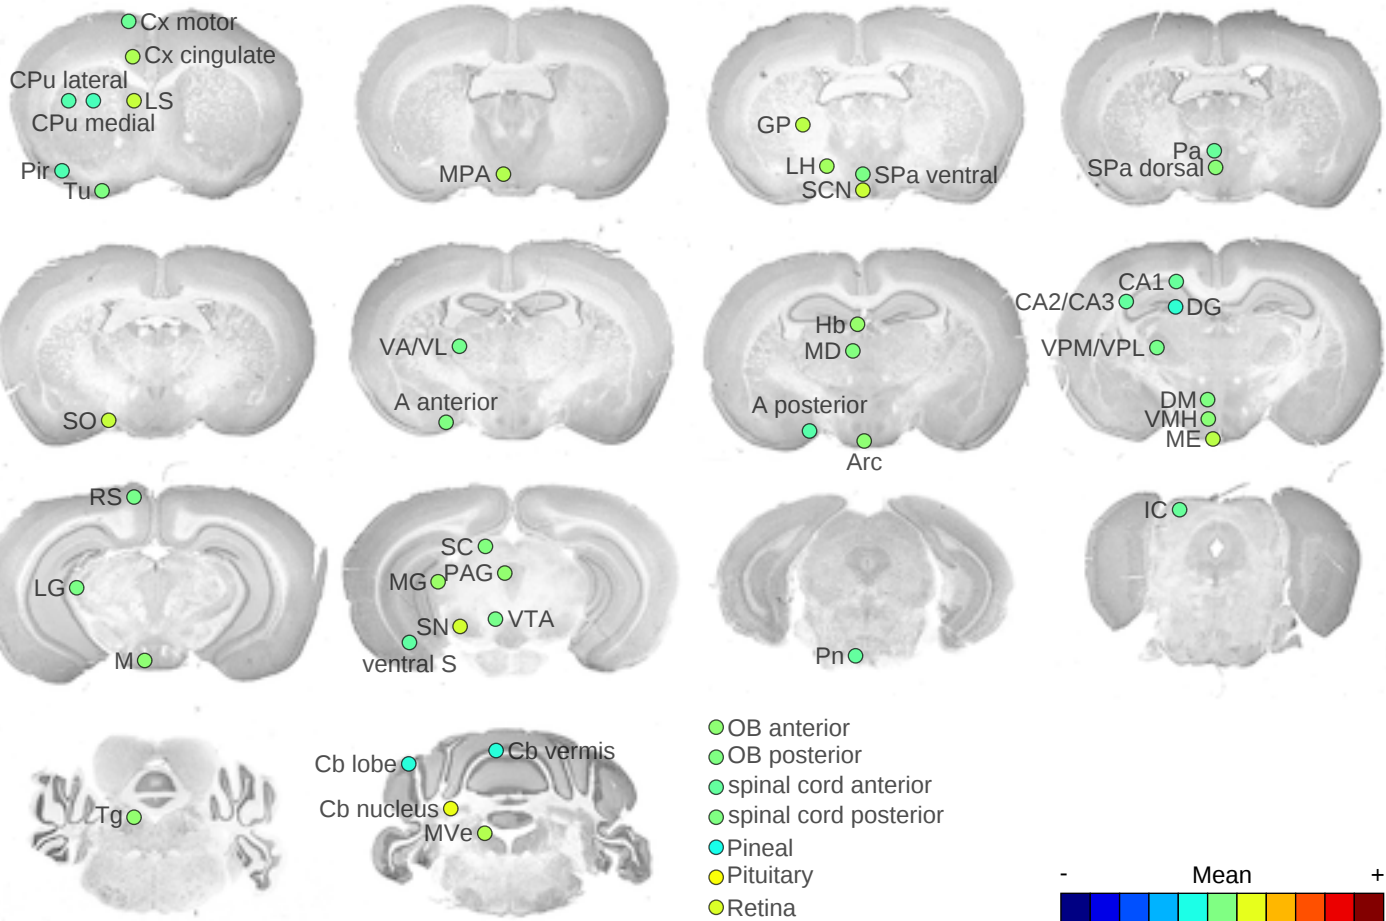 Cx motor
Cx cingulate
CPu lateral
LS
CPu medial
Pir
Tu
MPA
GP
LH
SPa ventral
SCN
Pa
SPa dorsal
SO
VA/VL
A anterior
Hb
MD
A posterior
Arc
CA1
CA2/CA3
DG
VPM/VPL
DM
VMH
ME
RS
LG
M
SC
MG
PAG
SN
VTA
ventral S
Pn
IC
Tg
Cb lobe
Cb vermis
Cb nucleus
MVe
OB anterior
OB posterior
spinal cord anterior
spinal cord posterior
Pineal
Pituitary
Retina
- Mean +